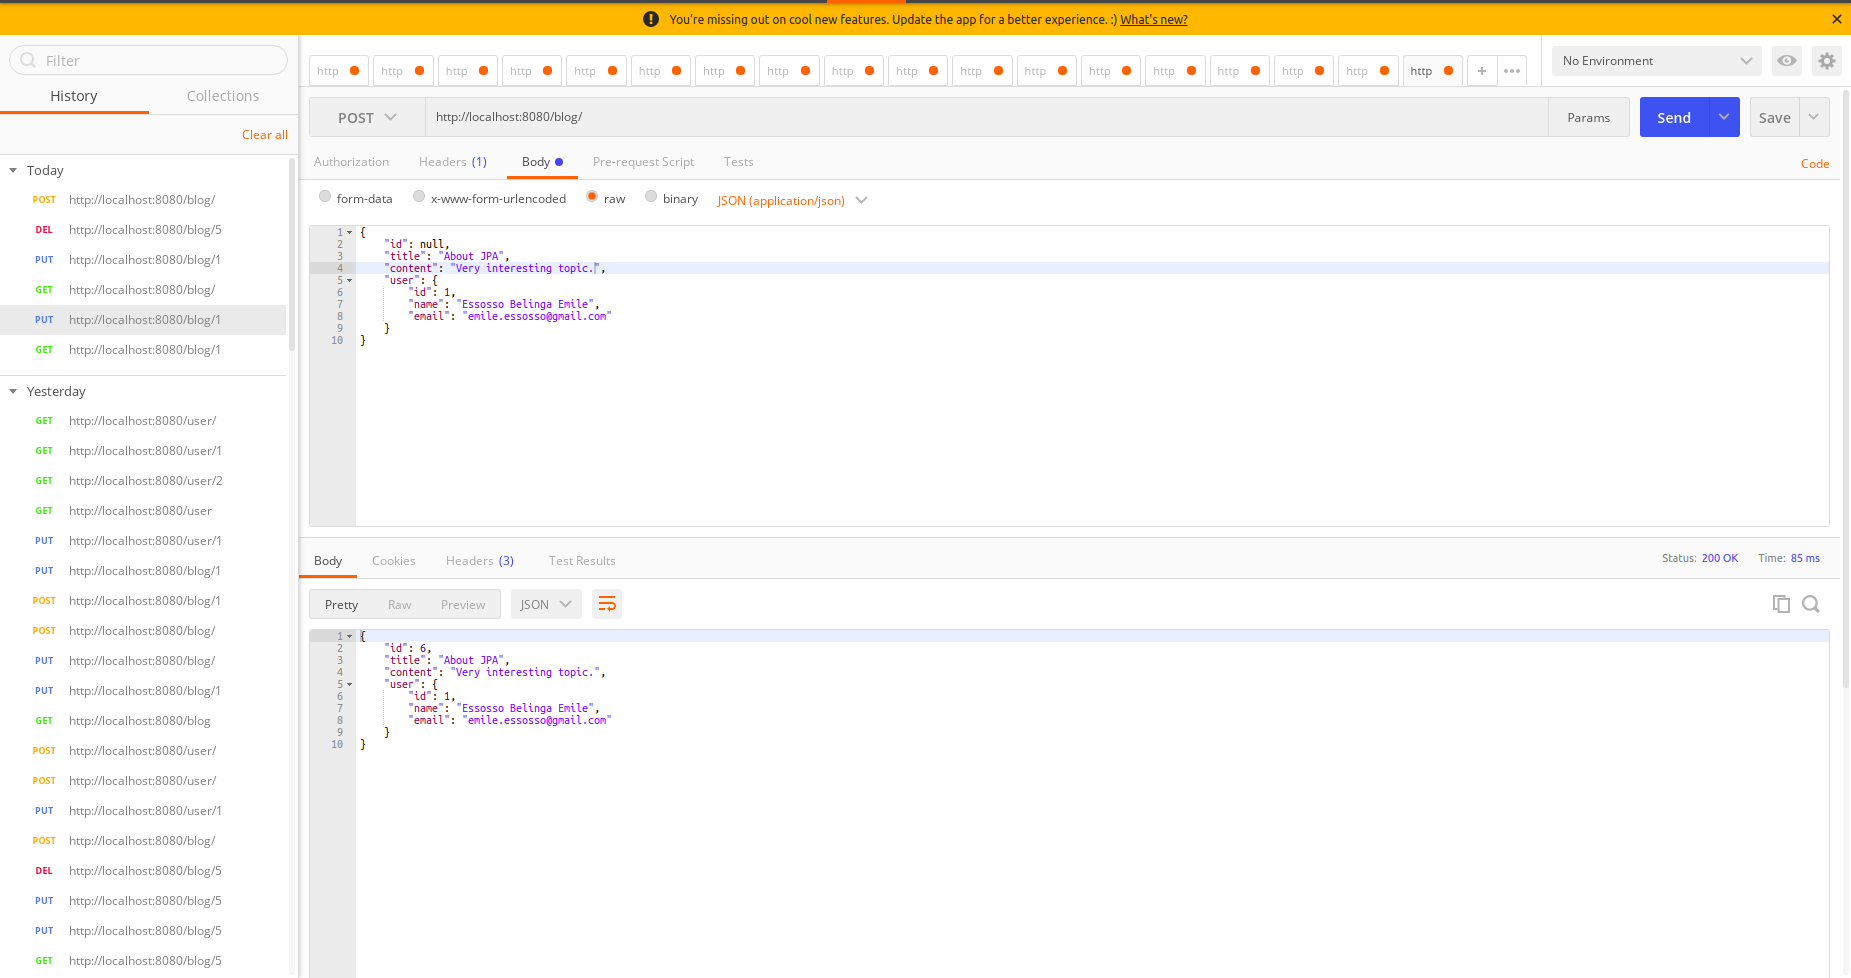 You're missing out on cool new features. Update the app for a better experience. :) What's new?
Filter
History Collections
Clear all
Today
POST http://localhost:8080/blog/
DEL http://localhost:8080/blog/5
PUT http://localhost:8080/blog/1
GET http://localhost:8080/blog/
PUT http://localhost:8080/blog/1
GET http://localhost:8080/blog/1
Yesterday
GET http://localhost:8080/user/
GET http://localhost:8080/user/1
GET http://localhost:8080/user/2
GET http://localhost:8080/user
PUT http://localhost:8080/user/1
PUT http://localhost:8080/blog/1
POST http://localhost:8080/blog/1
POST http://localhost:8080/blog/
PUT http://localhost:8080/blog/
PUT http://localhost:8080/blog/1
GET http://localhost:8080/blog
POST http://localhost:8080/user/
POST http://localhost:8080/user/
PUT http://localhost:8080/user/1
POST http://localhost:8080/blog/
DEL http://localhost:8080/blog/5
PUT http://localhost:8080/blog/5
PUT http://localhost:8080/blog/5
GET http://localhost:8080/blog/5
http http http http http http http http http http http http http http http http http http + •••
No Environment
POST http://localhost:8080/blog/ Params Send Save
Authorization Headers (1) Body Pre-request Script Tests Code
form-data x-www-form-urlencoded raw binary JSON (application/json)
1 {
2 "id": null,
3 "title": "About JPA",
4 "content": "Very interesting topic.",
5 "user": {
6 "id": 1,
7 "name": "Essosso Belinga Emile",
8 "email": "emile.essosso@gmail.com"
9 }
10 }
Body Cookies Headers (3) Test Results Status: 200 OK Time: 85 ms
Pretty Raw Preview JSON
1 {
2 "id": 6,
3 "title": "About JPA",
4 "content": "Very interesting topic.",
5 "user": {
6 "id": 1,
7 "name": "Essosso Belinga Emile",
8 "email": "emile.essosso@gmail.com"
9 }
10 }